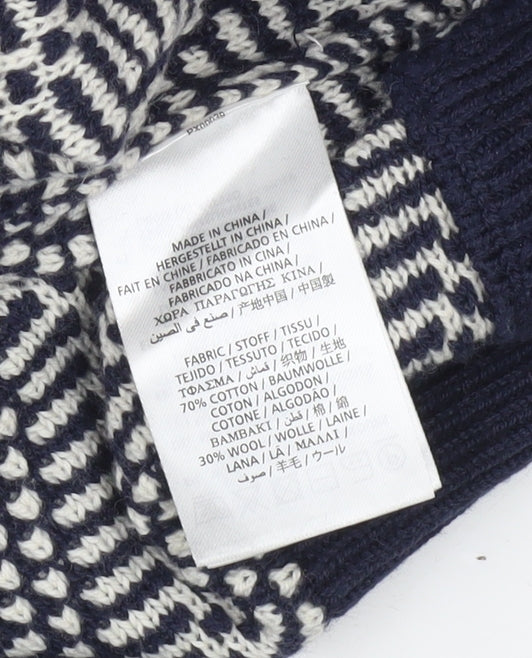 RX00039
MADE IN CHINA /
HERGESTELLT IN CHINA /
FAIT EN CHINE / FABRICADO EN CHINA /
FABBRICATO IN CINA /
FABRICADO NA CHINA /
ΧΩΡΑ ΠΑΡΑΓΩΓΗΣ ΚΙΝΑ /
صنع في الصين / 产地中国 / 中国製
FABRIC / STOFF / TISSU /
TEJIDO / TESSUTO / TECIDO /
ΤΦΑΣΜΑ / قماش / 织物 / 生地
70% COTTON / BAUMWOLLE /
COTON / ALGODON /
COTONE / ALGODÃO /
ΒΑΜΒΑΚΙ / قطن / 棉 / 綿
30% WOOL / WOLLE / LAINE /
LANA / LÃ / ΜΑΛΛΙ /
صوف / 羊毛 / ウール